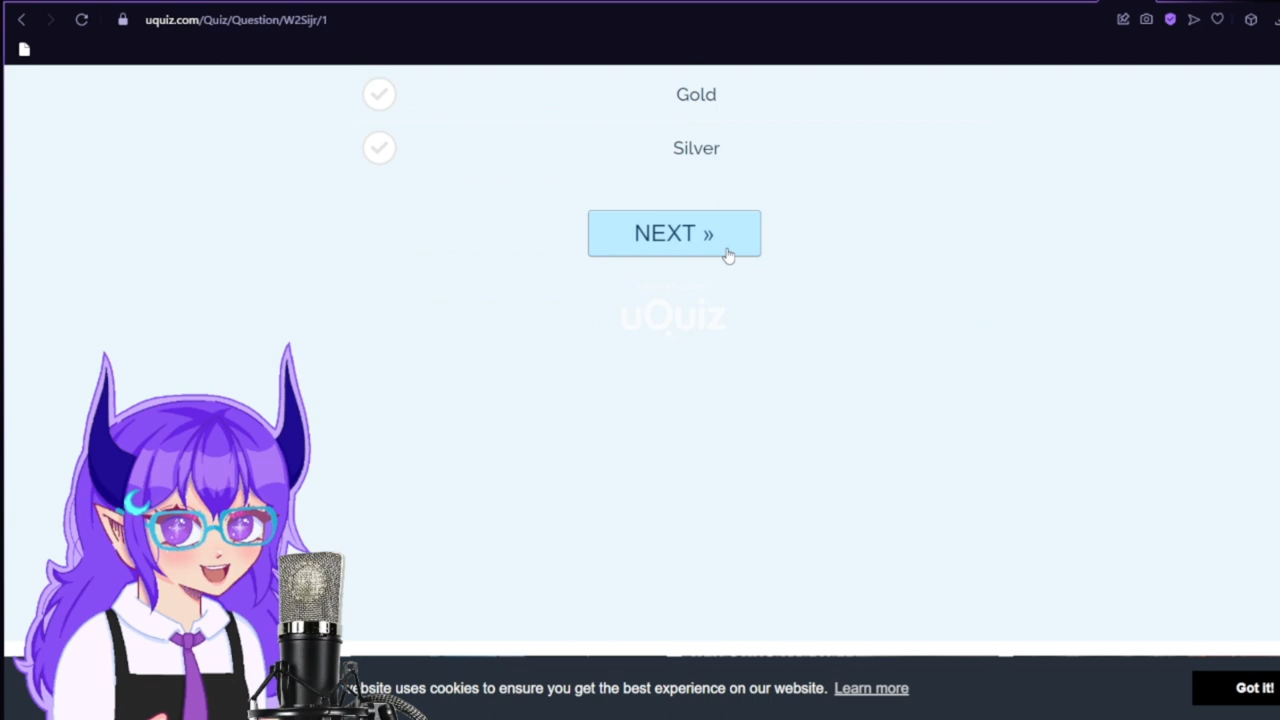 uquiz.com/Quiz/Question/W2Sijr/1
Gold
Silver
NEXT »
uQuiz
ebsite uses cookies to ensure you get the best experience on our website. Learn more
Got it!